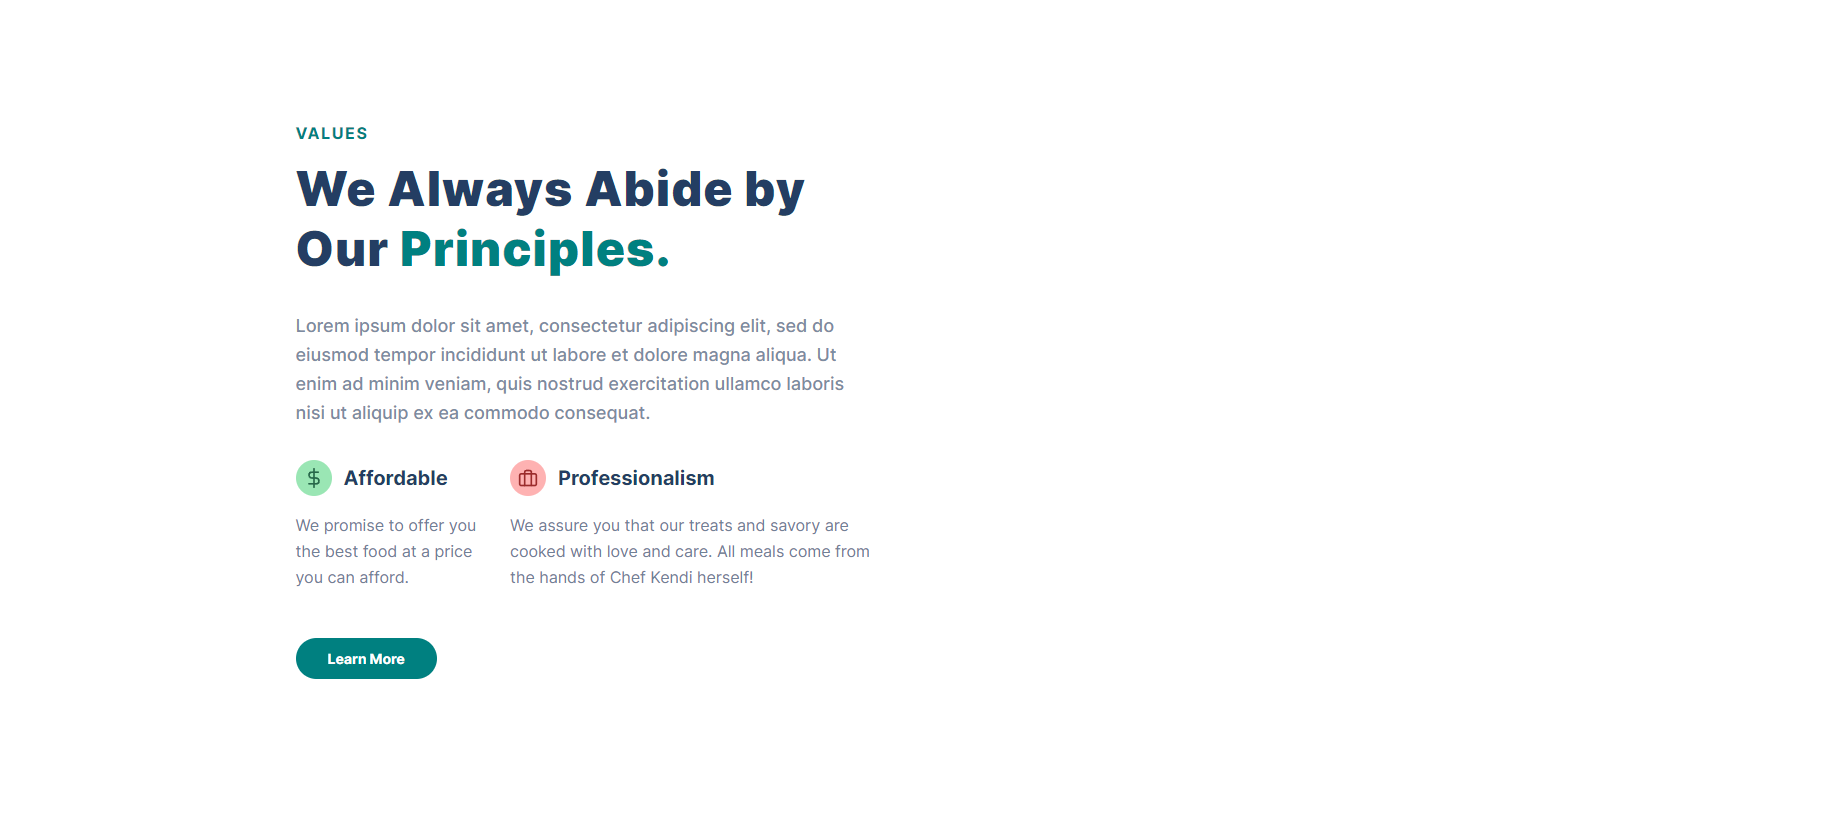 VALUES
We Always Abide by
Our Principles.
Lorem ipsum dolor sit amet, consectetur adipiscing elit, sed do
eiusmod tempor incididunt ut labore et dolore magna aliqua. Ut
enim ad minim veniam, quis nostrud exercitation ullamco laboris
nisi ut aliquip ex ea commodo consequat.
$ Affordable
We promise to offer you
the best food at a price
you can afford.
Professionalism
We assure you that our treats and savory are
cooked with love and care. All meals come from
the hands of Chef Kendi herself!
Learn More